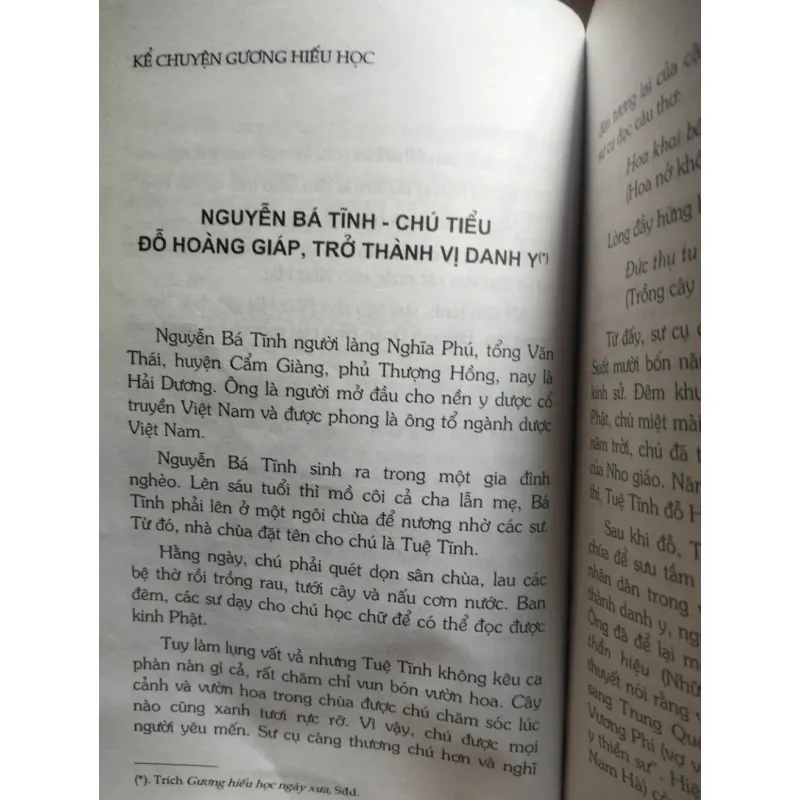 KỂ CHUYỆN GƯƠNG HIẾU HỌC
NGUYỄN BÁ TĨNH - CHÚ TIỂU
ĐỖ HOÀNG GIÁP, TRỞ THÀNH VỊ DANH Y(*)
Nguyễn Bá Tĩnh người làng Nghĩa Phú, tổng Văn
Thái, huyện Cẩm Giàng, phủ Thượng Hồng, nay là
Hải Dương. Ông là người mở đầu cho nền y dược cổ
truyền Việt Nam và được phong là ông tổ ngành dược
Việt Nam.
Nguyễn Bá Tĩnh sinh ra trong một gia đình
nghèo. Lên sáu tuổi thì mồ côi cả cha lẫn mẹ, Bá
Tĩnh phải lên ở một ngôi chùa để nương nhờ các sư.
Từ đó, nhà chùa đặt tên cho chú là Tuệ Tĩnh.
Hằng ngày, chú phải quét dọn sân chùa, lau các
bệ thờ rồi trồng rau, tưới cây và nấu cơm nước. Ban
đêm, các sư dạy cho chú học chữ để có thể đọc được
kinh Phật.
Tuy làm lụng vất vả nhưng Tuệ Tĩnh không kêu ca
phàn nàn gì cả, rất chăm chỉ vun bón vườn hoa. Cây
cảnh và vườn hoa trong chùa được chú chăm sóc lúc
nào cũng xanh tươi rực rỡ. Vì vậy, chú được mọi
người yêu mến. Sư cụ càng thương chú hơn và nghĩ
(*). Trích Gương hiếu học ngày xưa, Sđd.
đến tương lai của
sư cụ đọc câu thơ:
Hoa khai
(Hoa nở
Lòng đầy hứng
Đức thụ tu
(Trồng cây
Từ đấy, sư cụ
Suốt mười bốn
kinh sử. Đêm
Phật, chú miệt mài
năm trời, chú đã
của Nho giáo. Năm
thi, Tuệ Tĩnh đỗ
Sau khi đỗ,
chùa để sưu tầm
nhân dân trong
thành danh y,
Ông đã để lại
thần hiệu
thuyết nói rằng
sang Trung
Vương Phi (vợ
y thiền sư".
Nam Hà)